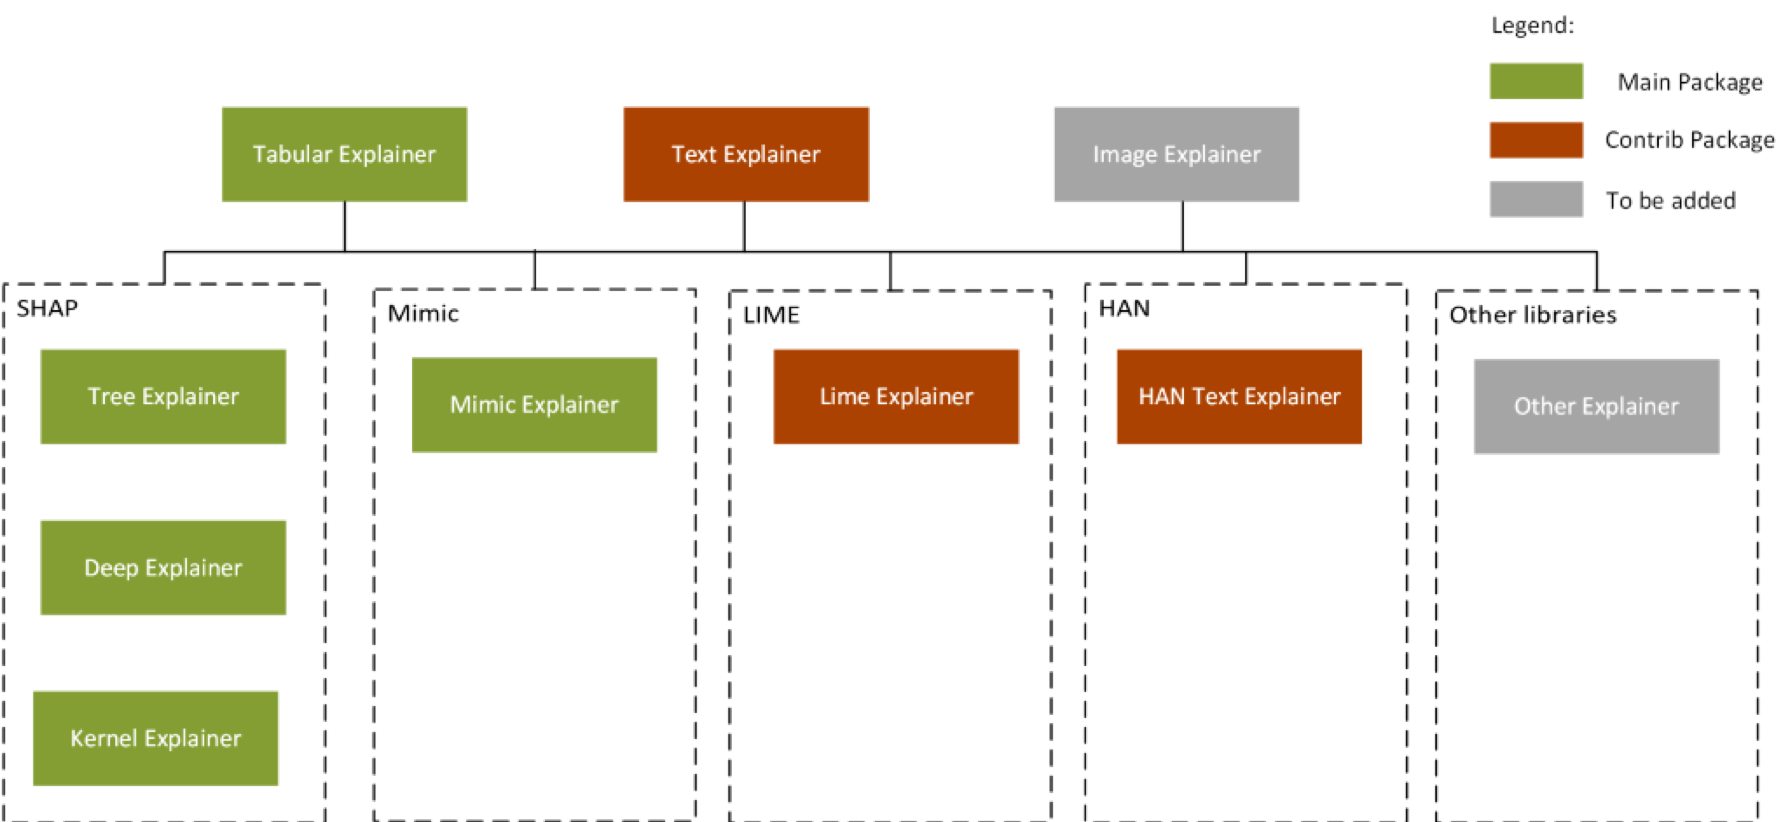 Legend:
Main Package
Contrib Package
To be added
Tabular Explainer
Text Explainer
Image Explainer
SHAP
Tree Explainer
Deep Explainer
Kernel Explainer
Mimic
Mimic Explainer
LIME
Lime Explainer
HAN
HAN Text Explainer
Other libraries
Other Explainer